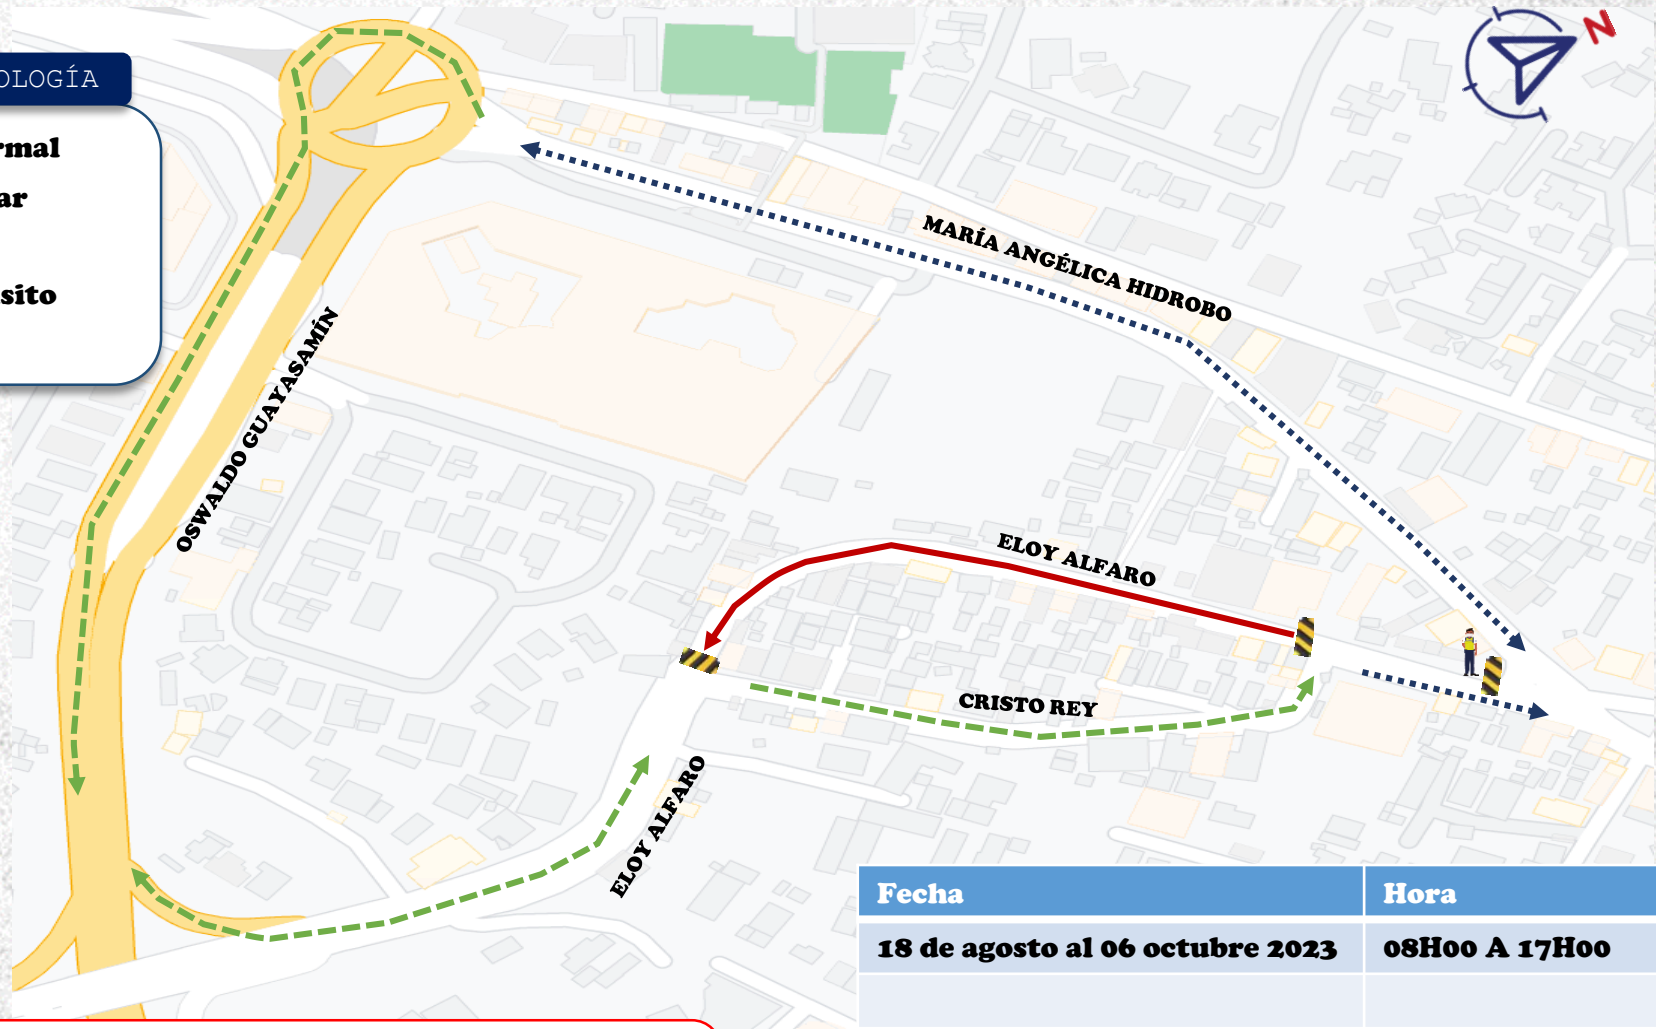 N
OLOGÍA
rmal
ar
sito
MARÍA ANGÉLICA HIDROBO
OSWALDO GUAYASAMÍN
ELOY ALFARO
CRISTO REY
ELOY ALFARO
Fecha Hora
18 de agosto al 06 octubre 2023 08H00 A 17H00